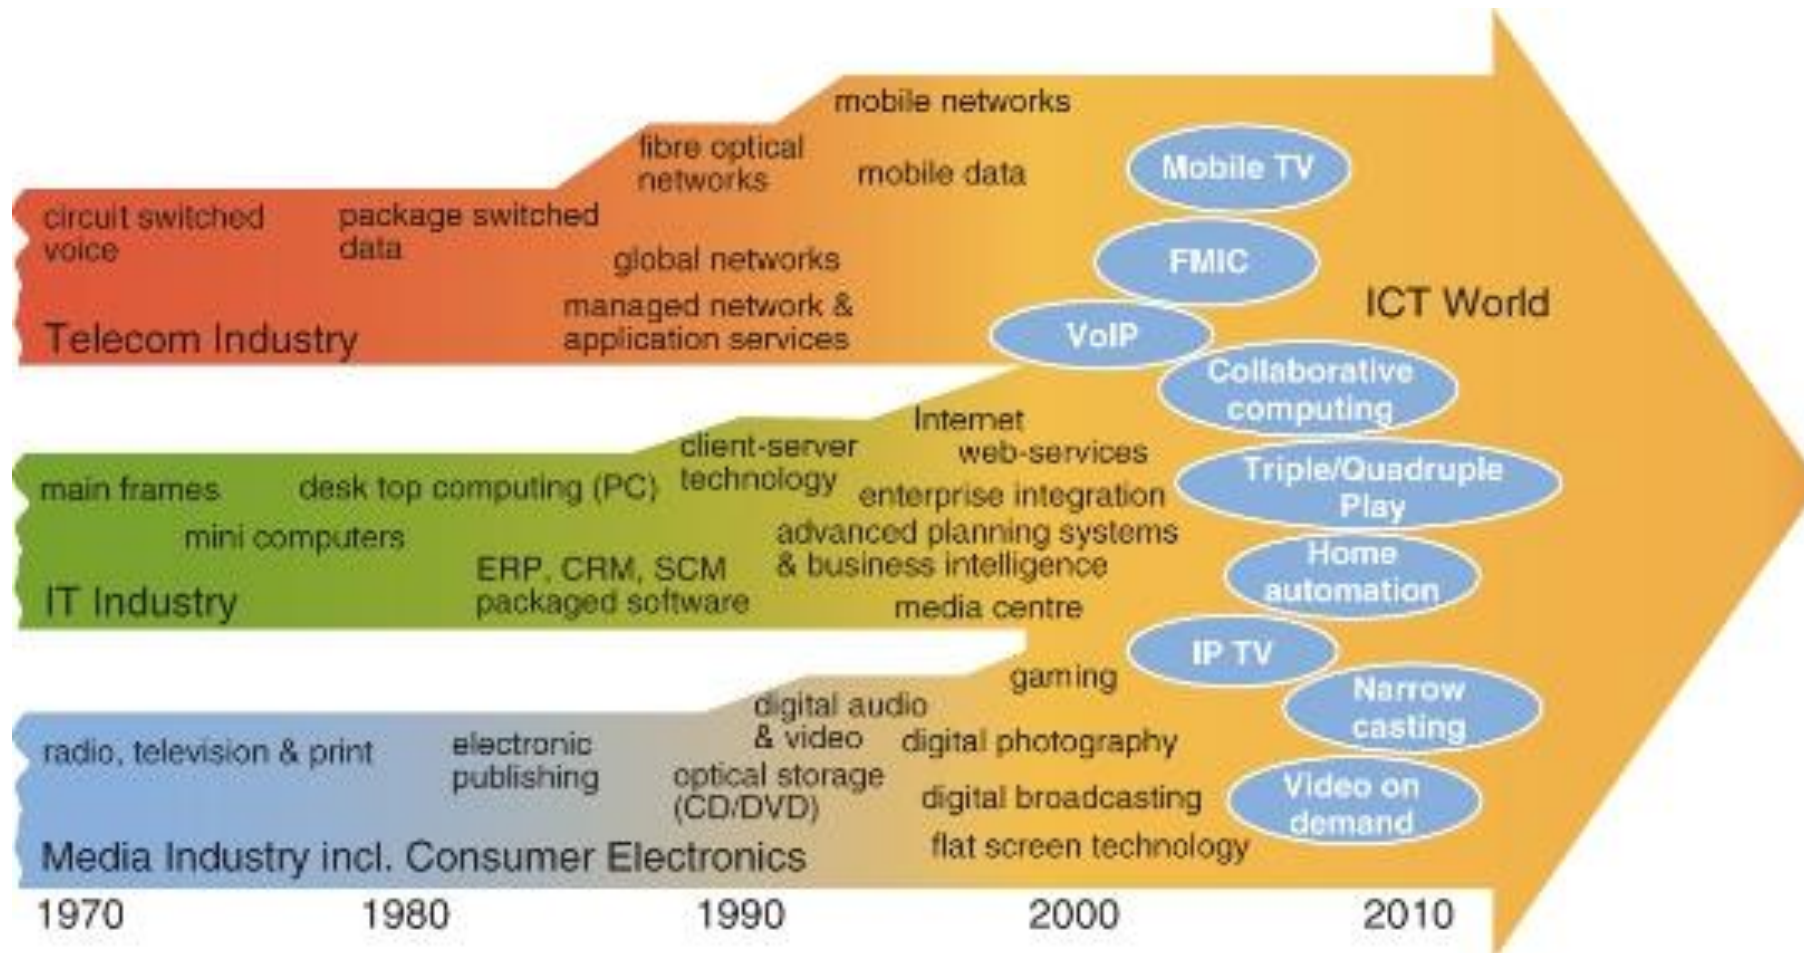 mobile networks
fibre optical
networks
mobile data
Mobile TV
circuit switched
voice
package switched
data
global networks
FMIC
managed network &
application services
Telecom Industry
VoIP
ICT World
Collaborative
computing
Internet
client-server
technology
web-services
Triple/Quadruple
Play
main frames
desk top computing (PC)
enterprise integration
mini computers
advanced planning systems
& business intelligence
Home
automation
ERP, CRM, SCM
packaged software
IT Industry
media centre
IP TV
gaming
Narrow
casting
digital audio
& video
radio, television & print
electronic
publishing
digital photography
optical storage
(CD/DVD)
digital broadcasting
Video on
demand
flat screen technology
Media Industry incl. Consumer Electronics
1970 1980 1990 2000 2010